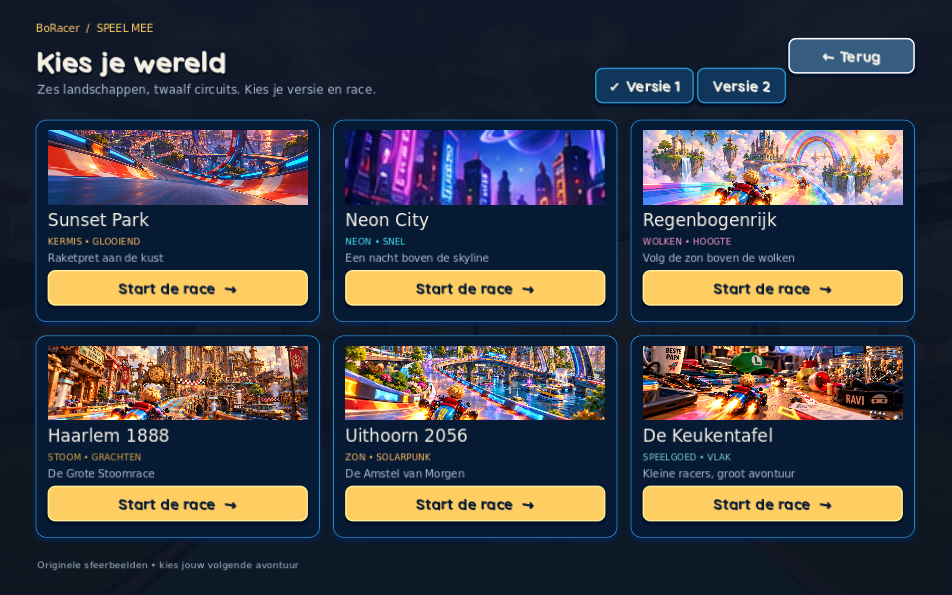 BoRacer / SPEEL MEE
Kies je wereld
Zes landschappen, twaalf circuits. Kies je versie en race.
✓ Versie 1
Versie 2
← Terug
Sunset Park
KERMIS • GLOOIEND
Raketpret aan de kust
Start de race →
Neon City
NEON • SNEL
Een nacht boven de skyline
Start de race →
Regenbogenrijk
WOLKEN • HOOGTE
Volg de zon boven de wolken
Start de race →
Haarlem 1888
STOOM • GRACHTEN
De Grote Stoomrace
Start de race →
Uithoorn 2056
ZON • SOLARPUNK
De Amstel van Morgen
Start de race →
BESTE
PAPA
L
RAVI
De Keukentafel
SPEELGOED • VLAK
Kleine racers, groot avontuur
Start de race →
Originele sfeerbeelden • kies jouw volgende avontuur